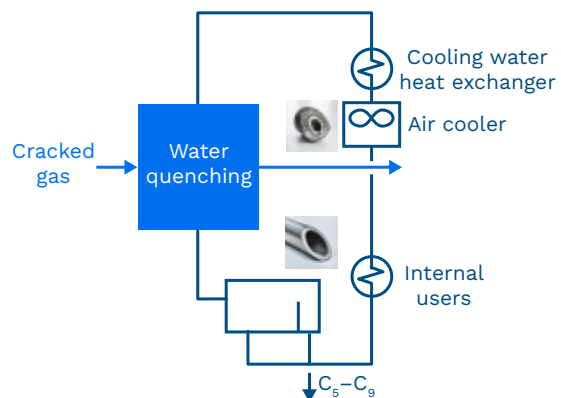 Cooling water
heat exchanger
Air cooler
Cracked
gas
Water
quenching
Internal
users
C₅–C₉